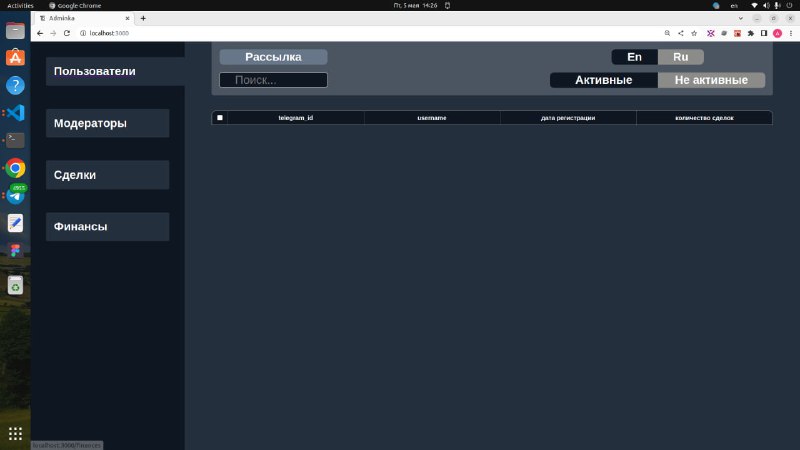 Activities
Google Chrome
Пт, 5 мая 14:26
en
Adminka
localhost:3000
Пользователи
Модераторы
Сделки
Финансы
Рассылка
En
Ru
Поиск...
Активные
Не активные
telegram_id
username
дата регистрации
количество сделок
localhost:3000/finances